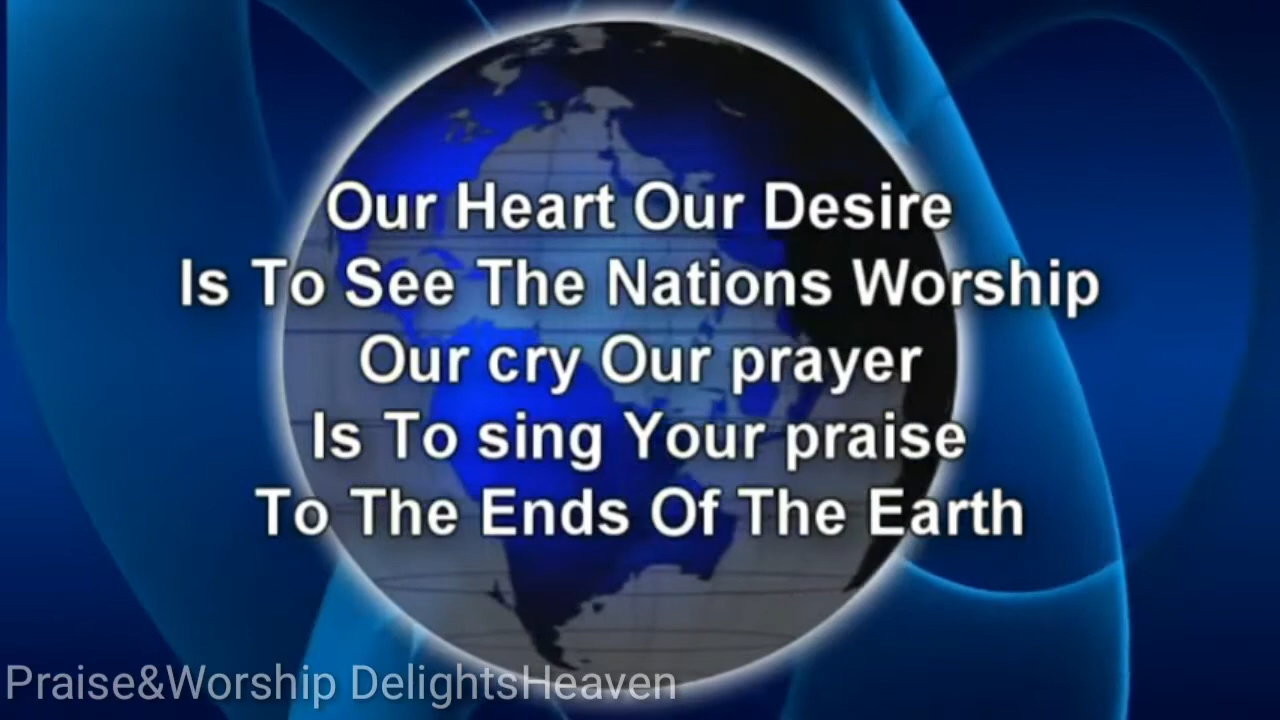 Our Heart Our Desire
Is To See The Nations Worship
Our cry Our prayer
Is To sing Your praise
To The Ends Of The Earth
Praise&Worship DelightsHeaven